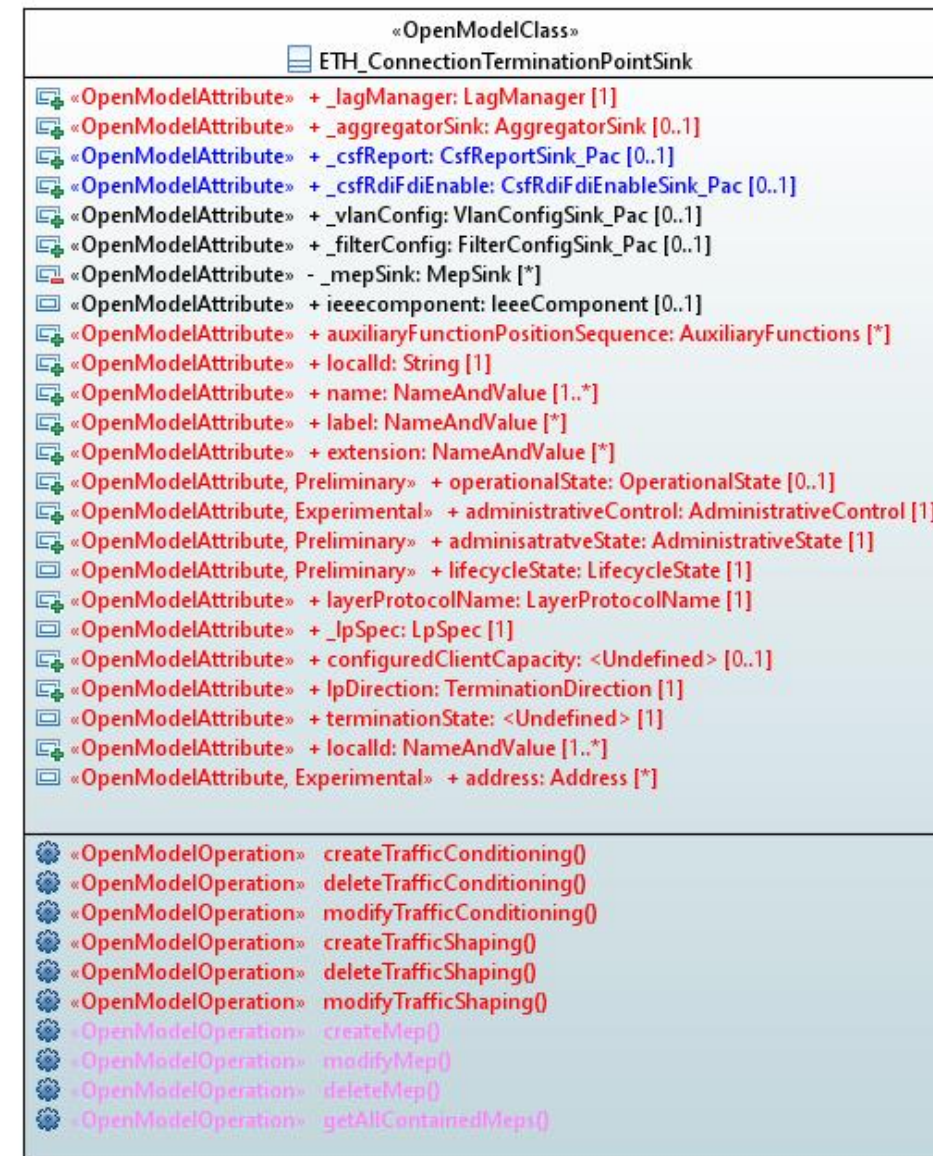 «OpenModelClass»
ETH_ConnectionTerminationPointSink
«OpenModelAttribute» + _lagManager: LagManager [1]
«OpenModelAttribute» + _aggregatorSink: AggregatorSink [0..1]
«OpenModelAttribute» + _csfReport: CsfReportSink_Pac [0..1]
«OpenModelAttribute» + _csfRdiFdiEnable: CsfRdiFdiEnableSink_Pac [0..1]
«OpenModelAttribute» + _vlanConfig: VlanConfigSink_Pac [0..1]
«OpenModelAttribute» + _filterConfig: FilterConfigSink_Pac [0..1]
«OpenModelAttribute» - _mepSink: MepSink [*]
«OpenModelAttribute» + ieeecomponent: IeeeComponent [0..1]
«OpenModelAttribute» + auxiliaryFunctionPositionSequence: AuxiliaryFunctions [*]
«OpenModelAttribute» + localId: String [1]
«OpenModelAttribute» + name: NameAndValue [1..*]
«OpenModelAttribute» + label: NameAndValue [*]
«OpenModelAttribute» + extension: NameAndValue [*]
«OpenModelAttribute, Preliminary» + operationalState: OperationalState [0..1]
«OpenModelAttribute, Experimental» + administrativeControl: AdministrativeControl [1]
«OpenModelAttribute, Preliminary» + adminisatratveState: AdministrativeState [1]
«OpenModelAttribute, Preliminary» + lifecycleState: LifecycleState [1]
«OpenModelAttribute» + layerProtocolName: LayerProtocolName [1]
«OpenModelAttribute» + _lpSpec: LpSpec [1]
«OpenModelAttribute» + configuredClientCapacity: <Undefined> [0..1]
«OpenModelAttribute» + lpDirection: TerminationDirection [1]
«OpenModelAttribute» + terminationState: <Undefined> [1]
«OpenModelAttribute» + localId: NameAndValue [1..*]
«OpenModelAttribute, Experimental» + address: Address [*]
«OpenModelOperation» createTrafficConditioning()
«OpenModelOperation» deleteTrafficConditioning()
«OpenModelOperation» modifyTrafficConditioning()
«OpenModelOperation» createTrafficShaping()
«OpenModelOperation» deleteTrafficShaping()
«OpenModelOperation» modifyTrafficShaping()
«OpenModelOperation» createMep()
«OpenModelOperation» modifyMep()
«OpenModelOperation» deleteMep()
«OpenModelOperation» getAllContainedMeps()